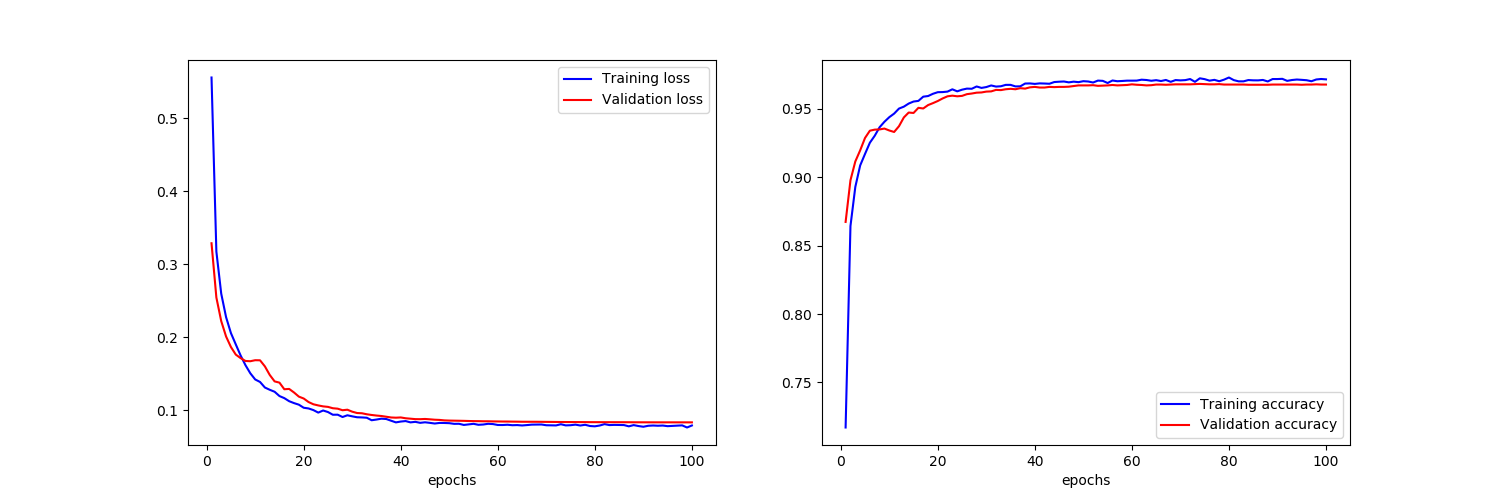 Training loss
Validation loss
0.5
0.4
0.3
0.2
0.1
0 20 40 60 80 100
epochs
0.95
0.90
0.85
0.80
0.75
Training accuracy
Validation accuracy
0 20 40 60 80 100
epochs